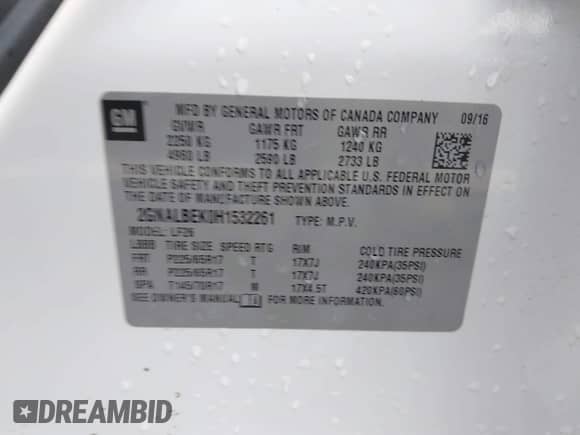 GM
MFD BY GENERAL MOTORS OF CANADA COMPANY 09/16
GVWR GAWR FRT GAWR RR
2250 KG 1175 KG 1240 KG
4960 LB 2590 LB 2733 LB
THIS VEHICLE CONFORMS TO ALL APPLICABLE U.S. FEDERAL MOTOR
VEHICLE SAFETY AND THEFT PREVENTION STANDARDS IN EFFECT ON
THE DATE OF MANUFACTURE SHOWN ABOVE.
2GNALBEK0H1532261 TYPE: M.P.V.
MODEL: LF26
TIRE SIZE SPEED RTG RIM COLD TIRE PRESSURE
FRT P225/65R17 T 17X7J 240KPA(35PSI)
RR P225/65R17 T 17X7J 240KPA(35PSI)
SPA T145/70R17 M 17X4.5T 420KPA(60PSI)
SEE OWNER'S MANUAL FOR MORE INFORMATION.
DREAMBID
DREAMBID